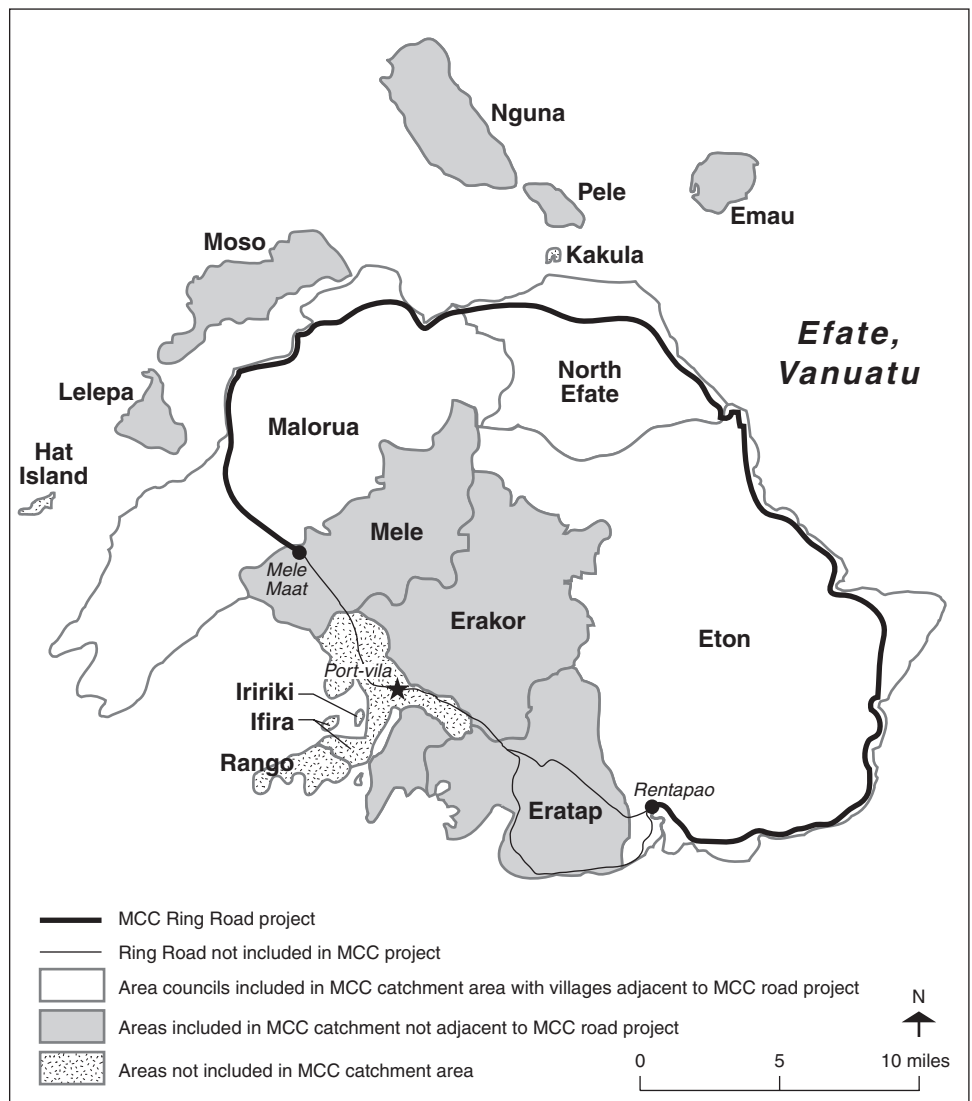 Nguna
Pele
Emau
Kakula
Moso
Efate,
Vanuatu
North
Efate
Lelepa
Malorua
Hat
Island
Mele
Mele
Maat
Erakor
Eton
Port-vila
Iririki
Ifira
Rango
Rentapao
Eratap
MCC Ring Road project
Ring Road not included in MCC project
Area councils included in MCC catchment area with villages adjacent to MCC road project
Areas included in MCC catchment not adjacent to MCC road project
Areas not included in MCC catchment area
N
0 5 10 miles